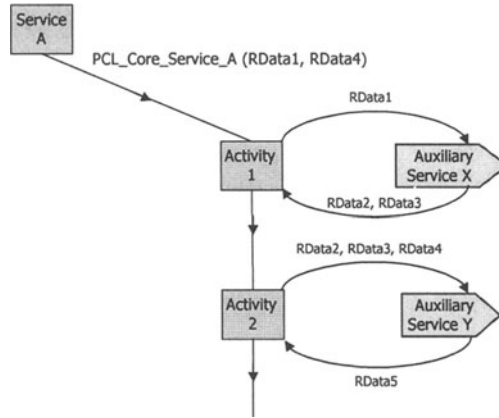 Service
A
PCL_Core_Service_A (RData1, RData4)
RData1
Activity
1
Auxiliary
Service X
RData2, RData3
RData2, RData3, RData4
Activity
2
Auxiliary
Service Y
RData5